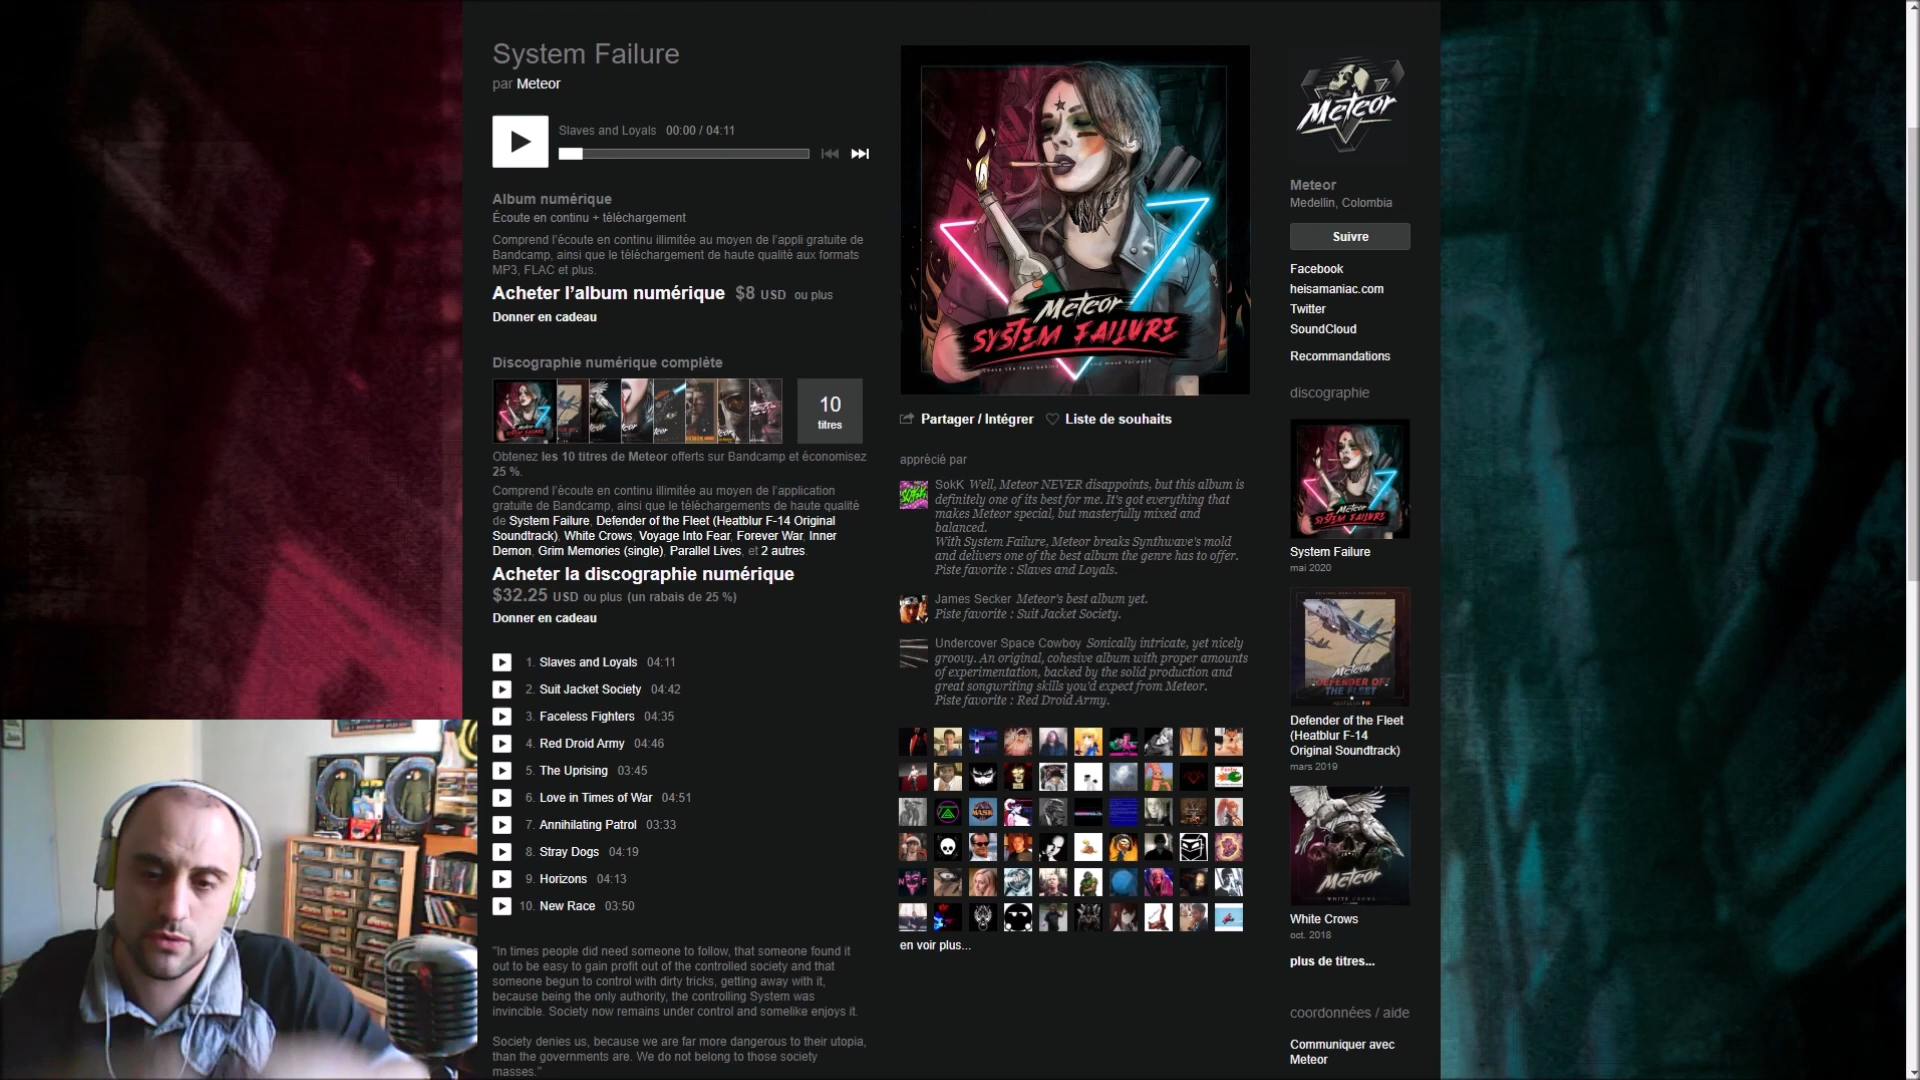 System Failure
par Meteor
Slaves and Loyals 00:00 / 04:11
Album numérique
Écoute en continu + téléchargement
Comprend l'écoute en continu illimitée au moyen de l'appli gratuite de
Bandcamp, ainsi que le téléchargement de haute qualité aux formats
MP3, FLAC et plus.
Acheter l'album numérique $8 USD ou plus
Donner en cadeau
Discographie numérique complète
10
titres
Obtenez les 10 titres de Meteor offerts sur Bandcamp et économisez
25 %.
Comprend l'écoute en continu illimitée au moyen de l'application
gratuite de Bandcamp, ainsi que le téléchargements de haute qualité
de System Failure, Defender of the Fleet (Heatblur F-14 Original
Soundtrack), White Crows, Voyage Into Fear, Forever War, Inner
Demon, Grim Memories (single), Parallel Lives, et 2 autres.
Acheter la discographie numérique
$32.25 USD ou plus (un rabais de 25 %)
Donner en cadeau
1. Slaves and Loyals 04:11
2. Suit Jacket Society 04:42
3. Faceless Fighters 04:35
4. Red Droid Army 04:46
5. The Uprising 03:45
6. Love in Times of War 04:51
7. Annihilating Patrol 03:33
8. Stray Dogs 04:19
9. Horizons 04:13
10. New Race 03:50
"In times people did need someone to follow, that someone found it
out to be easy to gain profit out of the controlled society and that
someone begun to control with dirty tricks, getting away with it,
because being the only authority, the controlling System was
invincible. Society now remains under control and somelike enjoys it.
Society denies us, because we are far more dangerous to their utopia,
than the governments are. We do not belong to those society
masses."
Meteor
SYSTEM FAILURE
Partager / Intégrer Liste de souhaits
apprécié par
SokK Well, Meteor NEVER disappoints, but this album is
definitely one of its best for me. It's got everything that
makes Meteor special, but masterfully mixed and
balanced.
With System Failure, Meteor breaks Synthwave's mold
and delivers one of the best album the genre has to offer.
Piste favorite : Slaves and Loyals.
James Secker Meteor's best album yet.
Piste favorite : Suit Jacket Society.
Undercover Space Cowboy Sonically intricate, yet nicely
groovy. An original, cohesive album with proper amounts
of experimentation, backed by the solid production and
great songwriting skills you'd expect from Meteor.
Piste favorite : Red Droid Army.
en voir plus...
Meteor
Meteor
Medellin, Colombia
Suivre
Facebook
heisamaniac.com
Twitter
SoundCloud
Recommandations
discographie
SYSTEM FAILURE
System Failure
mai 2020
Meteor
DEFENDER OF
THE FLEET
Defender of the Fleet
(Heatblur F-14
Original Soundtrack)
mars 2019
Meteor
WHITE CROWS
White Crows
oct. 2018
plus de titres...
coordonnées / aide
Communiquer avec
Meteor